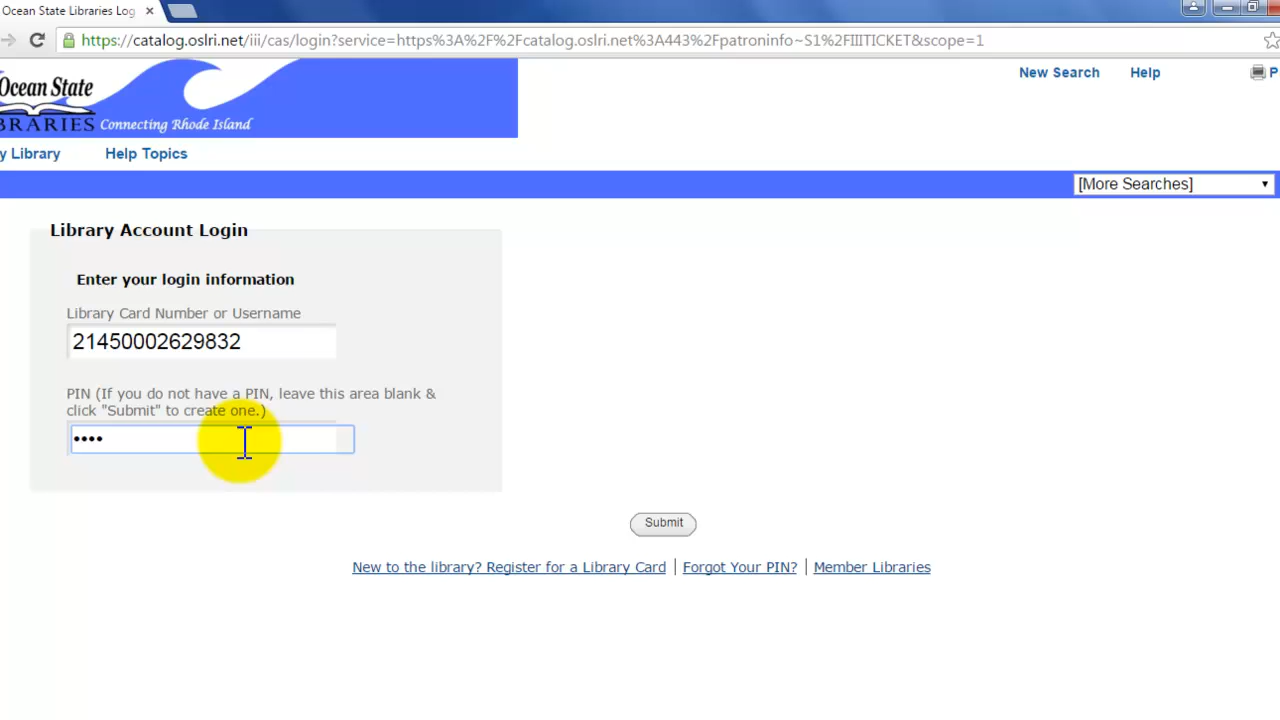 Ocean State Libraries Log
https://catalog.oslri.net/iii/cas/login?service=https%3A%2F%2Fcatalog.oslri.net%3A443%2Fpatroninfo~S1%2FIIITICKET&scope=1
Ocean State
IBRARIES Connecting Rhode Island
New Search Help P
y Library Help Topics
[More Searches]
Library Account Login
Enter your login information
Library Card Number or Username
21450002629832
PIN (If you do not have a PIN, leave this area blank &
click "Submit" to create one.)
••••
Submit
New to the library? Register for a Library Card | Forgot Your PIN? | Member Libraries